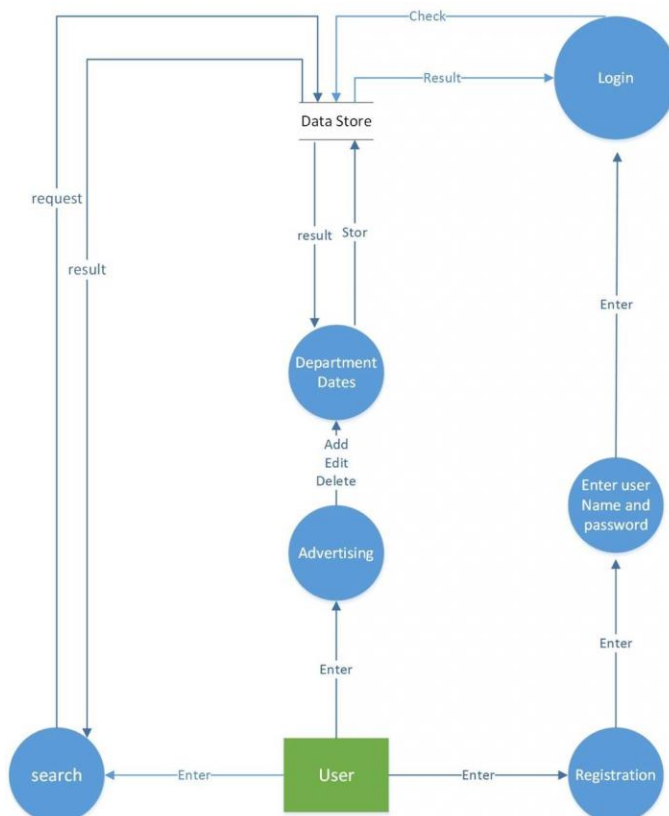 Check
Result
Login
Data Store
request
result
Stor
result
Enter
Department
Dates
Add
Edit
Delete
Enter user
Name and
password
Advertising
Enter
Enter
search
Enter
User
Enter
Registration